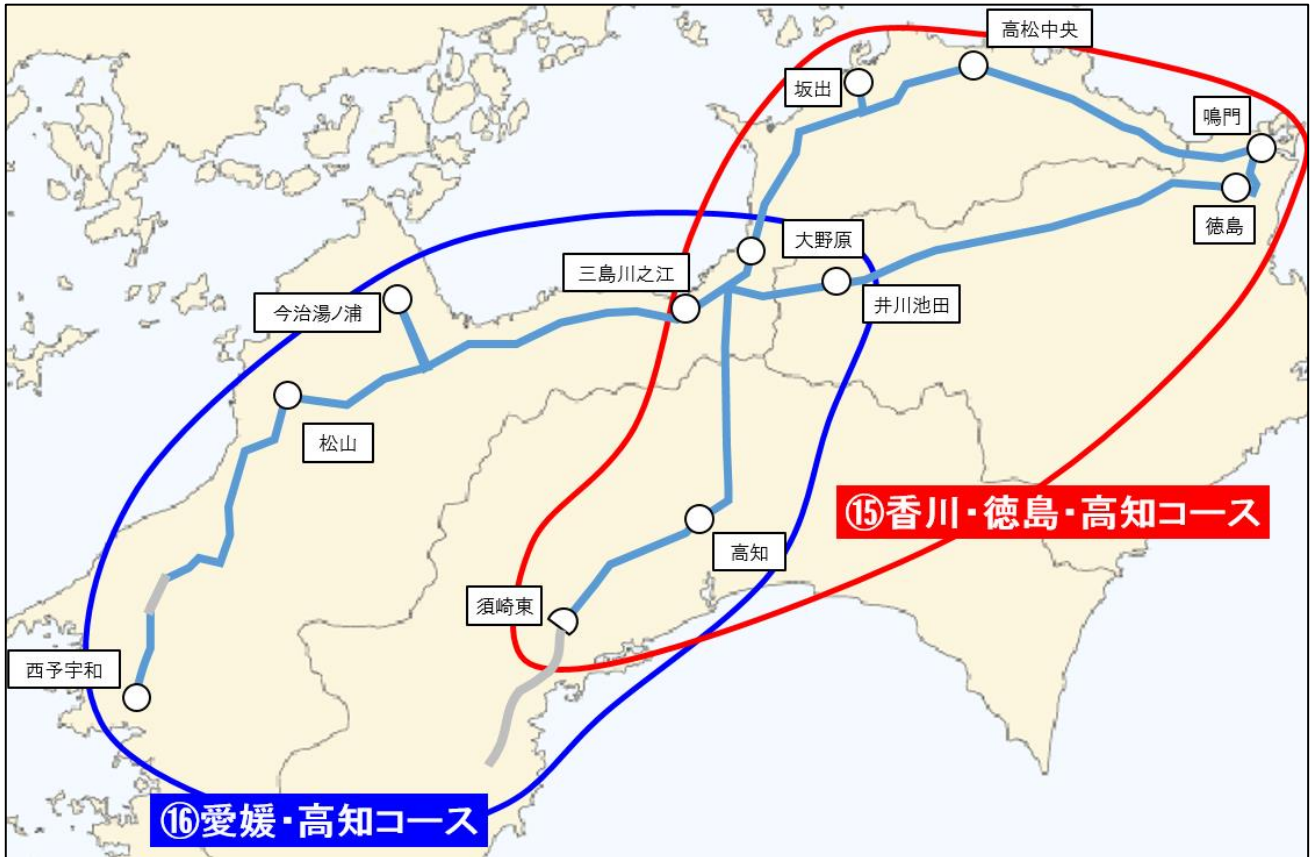 高松中央
坂出
鳴門
徳島
大野原
三島川之江
井川池田
今治湯ノ浦
松山
⑮香川・徳島・高知コース
高知
須崎東
西予宇和
⑯愛媛・高知コース